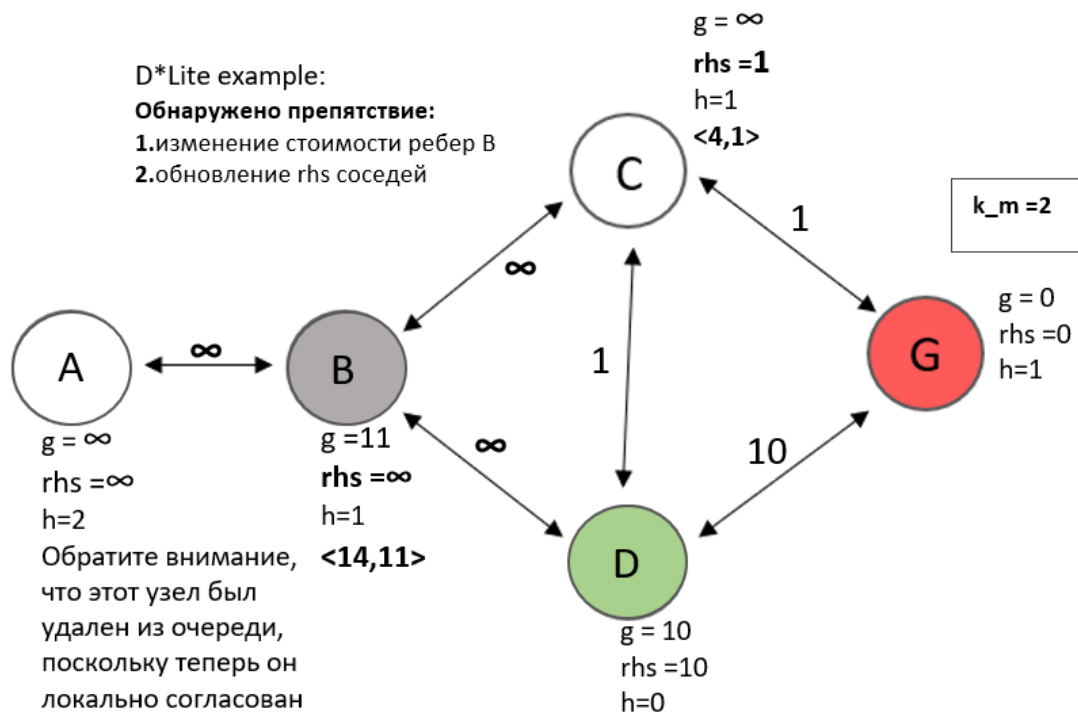 D*Lite example:
Обнаружено препятствие:
1.изменение стоимости ребер B
2.обновление rhs соседей
g = ∞
rhs =1
h=1
<4,1>
C
k_m =2
1
∞
g = 0
rhs =0
h=1
G
A
∞
B
1
g = ∞
rhs =∞
h=2
Обратите внимание,
что этот узел был
удален из очереди,
поскольку теперь он
локально согласован
g =11
rhs =∞
h=1
<14,11>
∞
10
D
g = 10
rhs =10
h=0